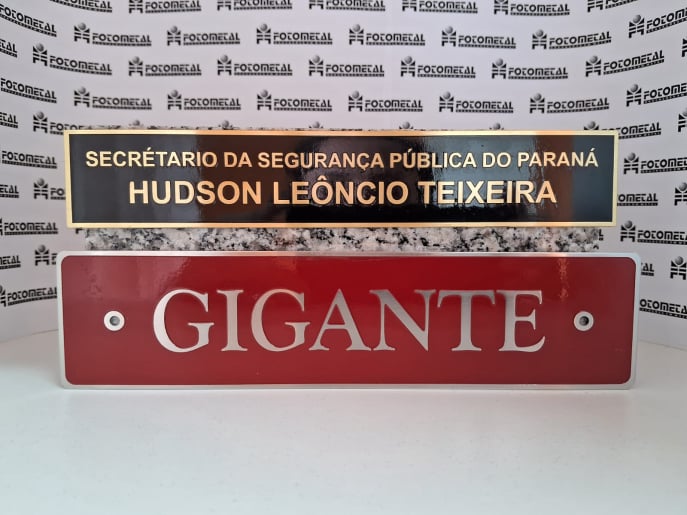 FOTOMETAL
SECRÉTARIO DA SEGURANÇA PÚBLICA DO PARANÁ
HUDSON LEÔNCIO TEIXEIRA
GIGANTE